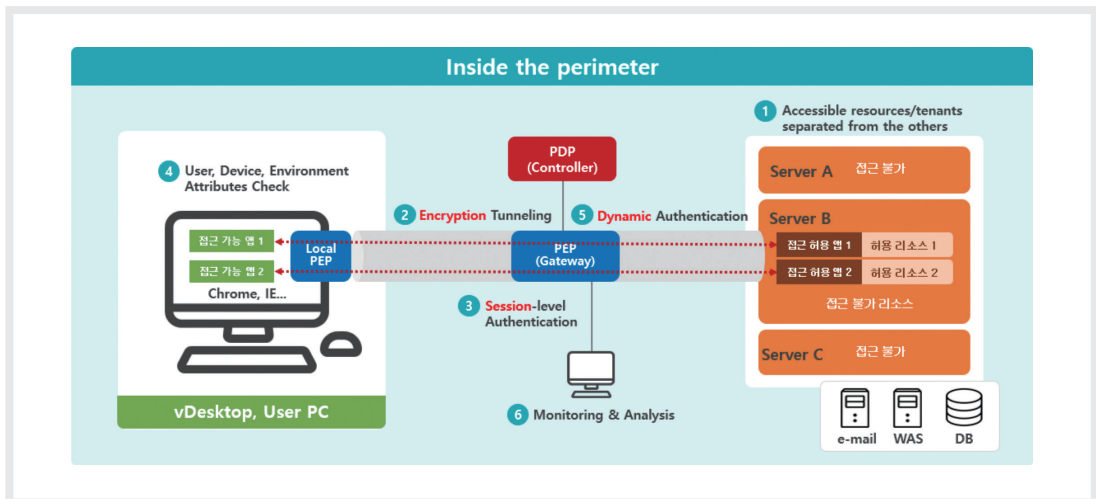 Inside the perimeter
1 Accessible resources/tenants
separated from the others
4 User, Device, Environment
Attributes Check
PDP
(Controller)
Server A 접근 불가
2 Encryption Tunneling
5 Dynamic Authentication
Server B
접근 가능 앱 1
Local
PEP
PEP
(Gateway)
접근 허용 앱 1 허용 리소스 1
접근 가능 앱 2
접근 허용 앱 2 허용 리소스 2
Chrome, IE...
접근 불가 리소스
3 Session-level
Authentication
Server C 접근 불가
vDesktop, User PC
6 Monitoring & Analysis
e-mail WAS DB